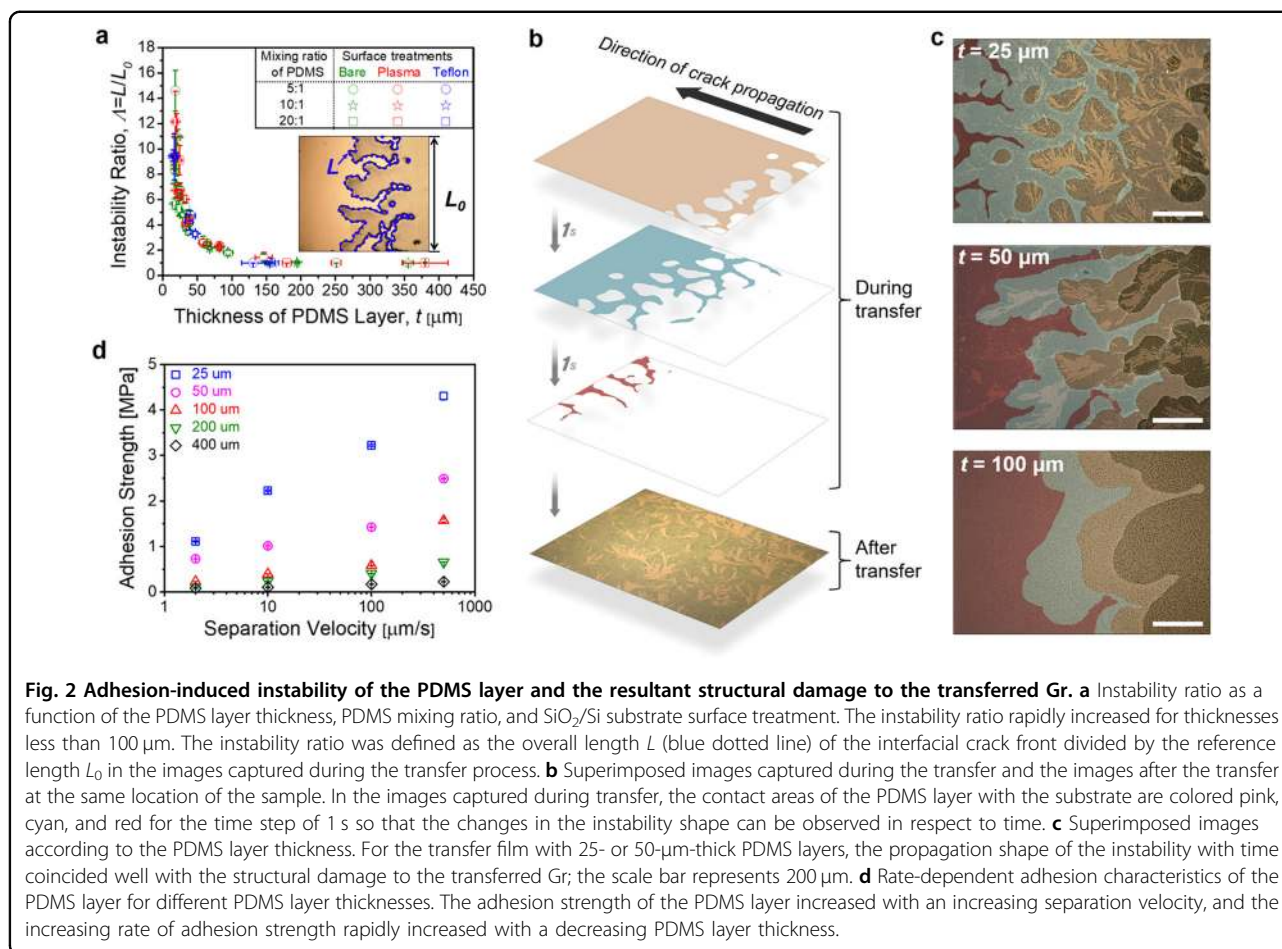 a
18
16
14
12
10
8
6
4
2
0
Instability Ratio, Λ=L/L0
Mixing ratio of PDMS
Surface treatments
Bare Plasma Teflon
5:1
10:1
20:1
L
L0
0 50 100 150 200 250 300 350 400 450
Thickness of PDMS Layer, t [μm]
b
Direction of crack propagation
1s
1s
During
transfer
After
transfer
c
t = 25 μm
t = 50 μm
t = 100 μm
d
5
4
3
2
1
0
Adhesion Strength [MPa]
25 um
50 um
100 um
200 um
400 um
1 10 100 1000
Separation Velocity [μm/s]
Fig. 2 Adhesion-induced instability of the PDMS layer and the resultant structural damage to the transferred Gr. a Instability ratio as a
function of the PDMS layer thickness, PDMS mixing ratio, and SiO2/Si substrate surface treatment. The instability ratio rapidly increased for thicknesses
less than 100 μm. The instability ratio was defined as the overall length L (blue dotted line) of the interfacial crack front divided by the reference
length L0 in the images captured during the transfer process. b Superimposed images captured during the transfer and the images after the transfer
at the same location of the sample. In the images captured during transfer, the contact areas of the PDMS layer with the substrate are colored pink,
cyan, and red for the time step of 1 s so that the changes in the instability shape can be observed in respect to time. c Superimposed images
according to the PDMS layer thickness. For the transfer film with 25- or 50-μm-thick PDMS layers, the propagation shape of the instability with time
coincided well with the structural damage to the transferred Gr; the scale bar represents 200 μm. d Rate-dependent adhesion characteristics of the
PDMS layer for different PDMS layer thicknesses. The adhesion strength of the PDMS layer increased with an increasing separation velocity, and the
increasing rate of adhesion strength rapidly increased with a decreasing PDMS layer thickness.